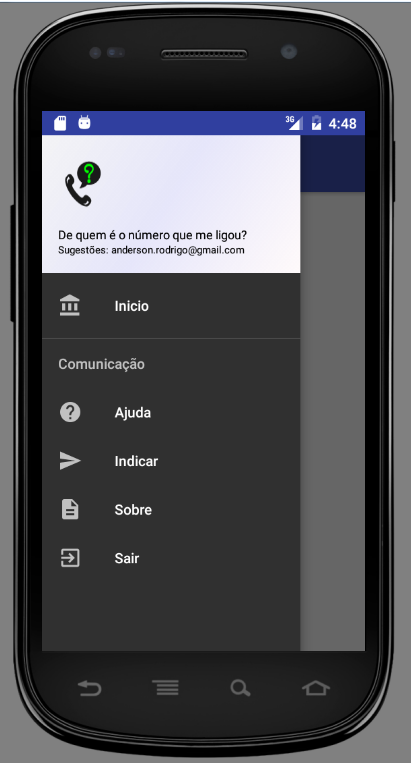 3G
4:48
De quem é o número que me ligou?
Sugestões: anderson.rodrigo@gmail.com
Inicio
Comunicação
Ajuda
Indicar
Sobre
Sair